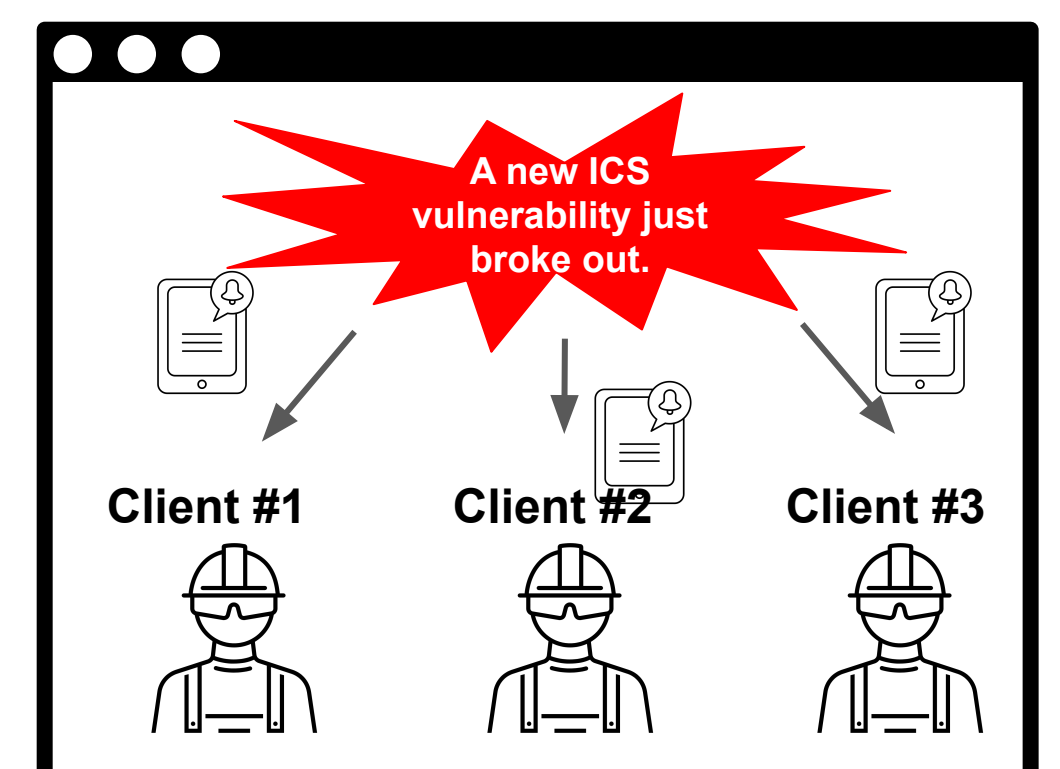 A new ICS
vulnerability just
broke out.
Client #1
Client #2
Client #3